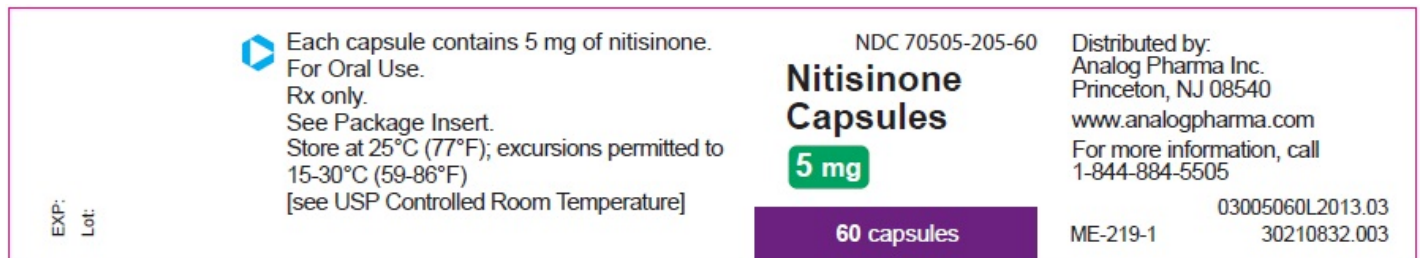 EXP:
Lot:
Each capsule contains 5 mg of nitisinone.
For Oral Use.
Rx only.
See Package Insert.
Store at 25°C (77°F); excursions permitted to
15-30°C (59-86°F)
[see USP Controlled Room Temperature]
NDC 70505-205-60
Nitisinone
Capsules
5 mg
60 capsules
Distributed by:
Analog Pharma Inc.
Princeton, NJ 08540
www.analogpharma.com
For more information, call
1-844-884-5505
03005060L2013.03
ME-219-1 30210832.003